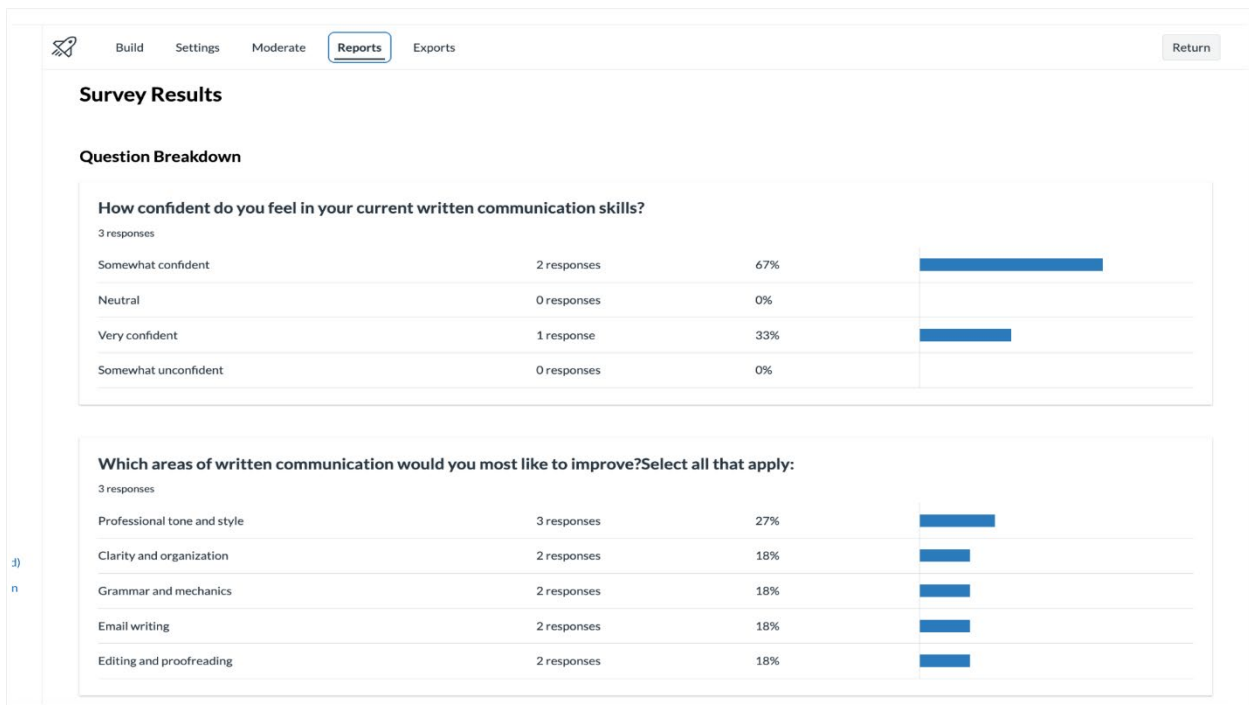 Build Settings Moderate Reports Exports Return
Survey Results
Question Breakdown
How confident do you feel in your current written communication skills?
3 responses
Somewhat confident 2 responses 67%
Neutral 0 responses 0%
Very confident 1 response 33%
Somewhat unconfident 0 responses 0%
Which areas of written communication would you most like to improve?Select all that apply:
3 responses
Professional tone and style 3 responses 27%
Clarity and organization 2 responses 18%
d)
Grammar and mechanics 2 responses 18%
n
Email writing 2 responses 18%
Editing and proofreading 2 responses 18%